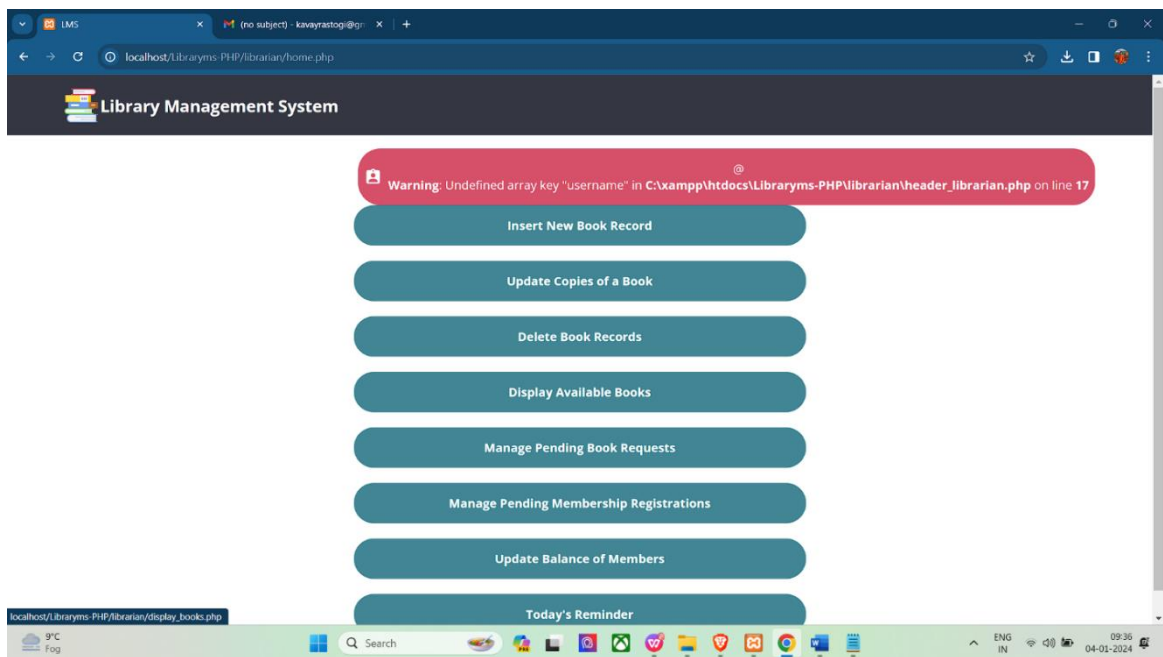 LMS
(no subject) - kavayrastogi@gm
localhost/Libraryms-PHP/librarian/home.php
Library Management System
@
Warning: Undefined array key "username" in C:\xampp\htdocs\Libraryms-PHP\librarian\header_librarian.php on line 17
Insert New Book Record
Update Copies of a Book
Delete Book Records
Display Available Books
Manage Pending Book Requests
Manage Pending Membership Registrations
Update Balance of Members
Today's Reminder
localhost/Libraryms-PHP/librarian/display_books.php
9°C
Fog
Search
ENG
IN
09:36
04-01-2024